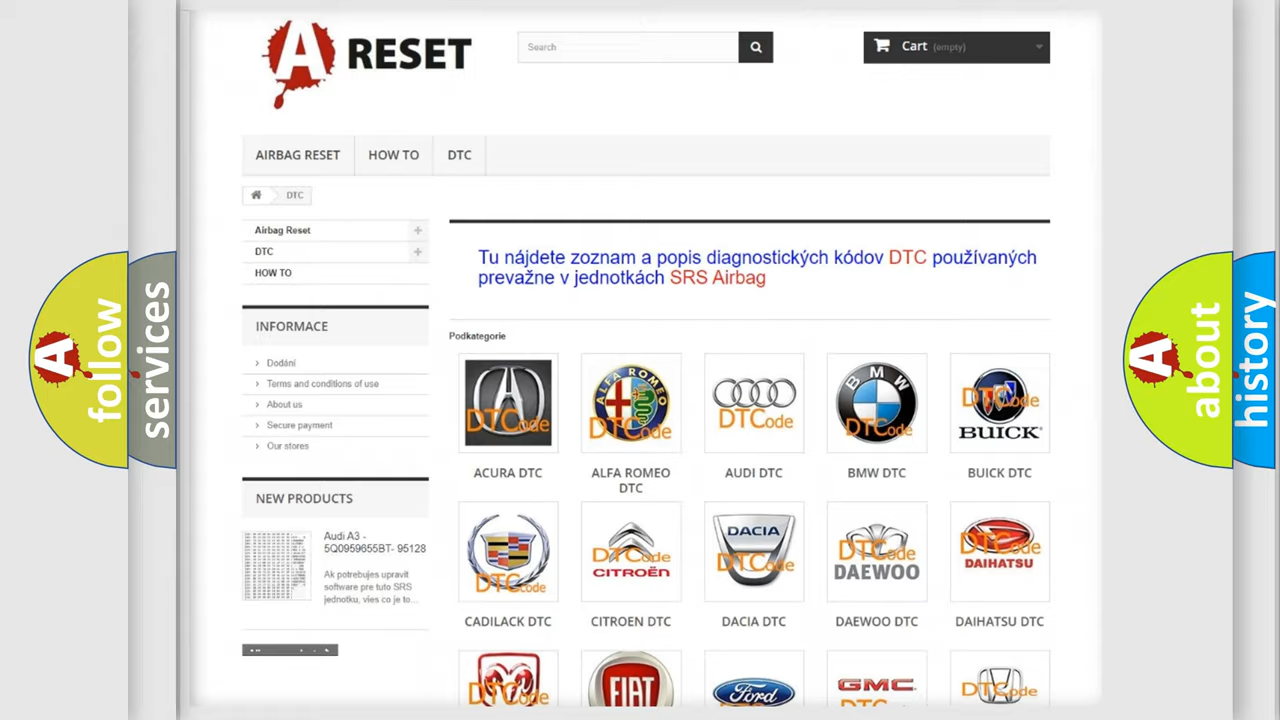 A RESET
Search
Cart (empty)
AIRBAG RESET
HOW TO
DTC
DTC
Airbag Reset
DTC
HOW TO
INFORMACE
Dodání
Terms and conditions of use
About us
Secure payment
Our stores
NEW PRODUCTS
Audi A3 -
5Q0959655BT- 95128
Ak potrebujes upravit
software pre tuto SRS
jednotku, vies co je to...
Tu nájdete zoznam a popis diagnostických kódov DTC používaných
prevažne v jednotkách SRS Airbag
Podkategorie
DTCode
ALFA ROMEO
DTCode
DTCode
BMW
DTCode
DTCode
BUICK
ACURA DTC
ALFA ROMEO
DTC
AUDI DTC
BMW DTC
BUICK DTC
DTCode
DTCode
CITROËN
DACIA
DTCode
DTCode
DAEWOO
DTCode
DAIHATSU
CADILACK DTC
CITROEN DTC
DACIA DTC
DAEWOO DTC
DAIHATSU DTC
DTCode
FIAT
Ford
GMC
DTCode
A follow
services
A about
history